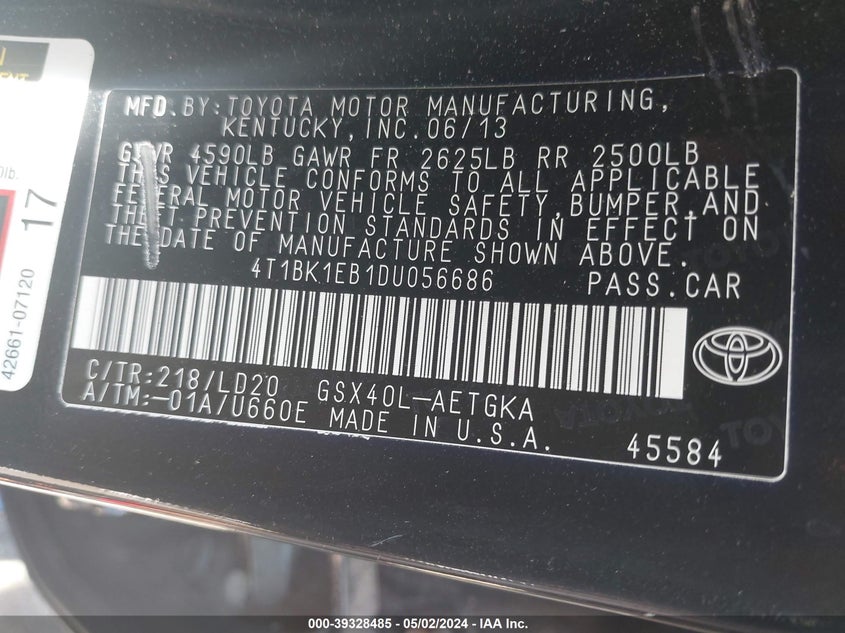 MFD. BY: TOYOTA MOTOR MANUFACTURING,
KENTUCKY, INC. 06/13
GVWR 4590LB GAWR FR 2625LB RR 2500LB
THIS VEHICLE CONFORMS TO ALL APPLICABLE
FEDERAL MOTOR VEHICLE SAFETY, BUMPER, AND
THEFT PREVENTION STANDARDS IN EFFECT ON
THE DATE OF MANUFACTURE SHOWN ABOVE.
4T1BK1EB1DU056686 PASS. CAR
C/TR: 218/LD20 GSX40L-AETGKA
A/TM: -01A/U660E MADE IN U.S.A.
45584
17
42661-07120
000-39328485 - 05/02/2024 - IAA Inc.